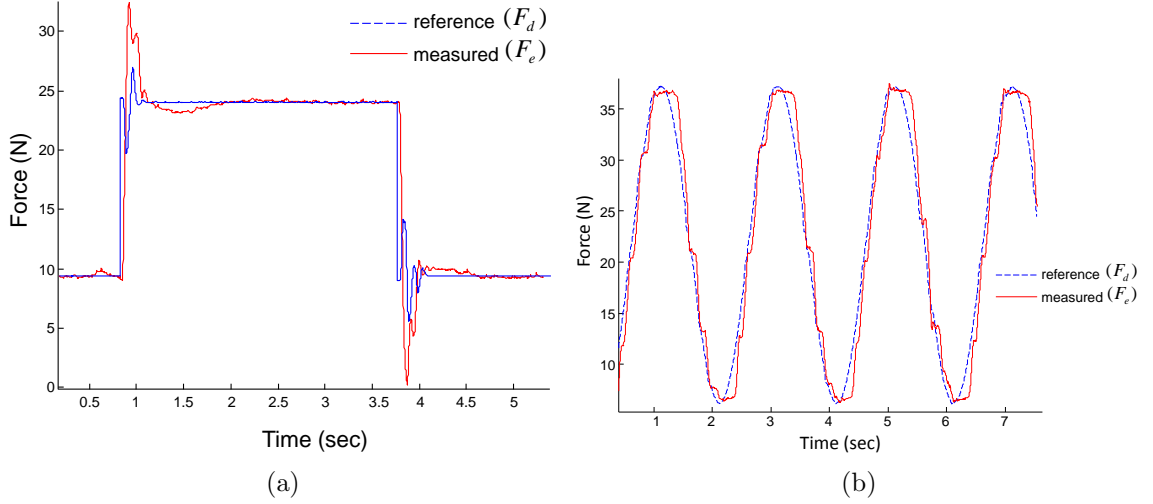 30
25
20
15
10
5
0
Force (N)
reference (F_d)
measured (F_e)
0.5 1 1.5 2 2.5 3 3.5 4 4.5 5
Time (sec)
(a)
35
30
25
20
15
10
Force (N)
reference (F_d)
measured (F_e)
1 2 3 4 5 6 7
Time (sec)
(b)